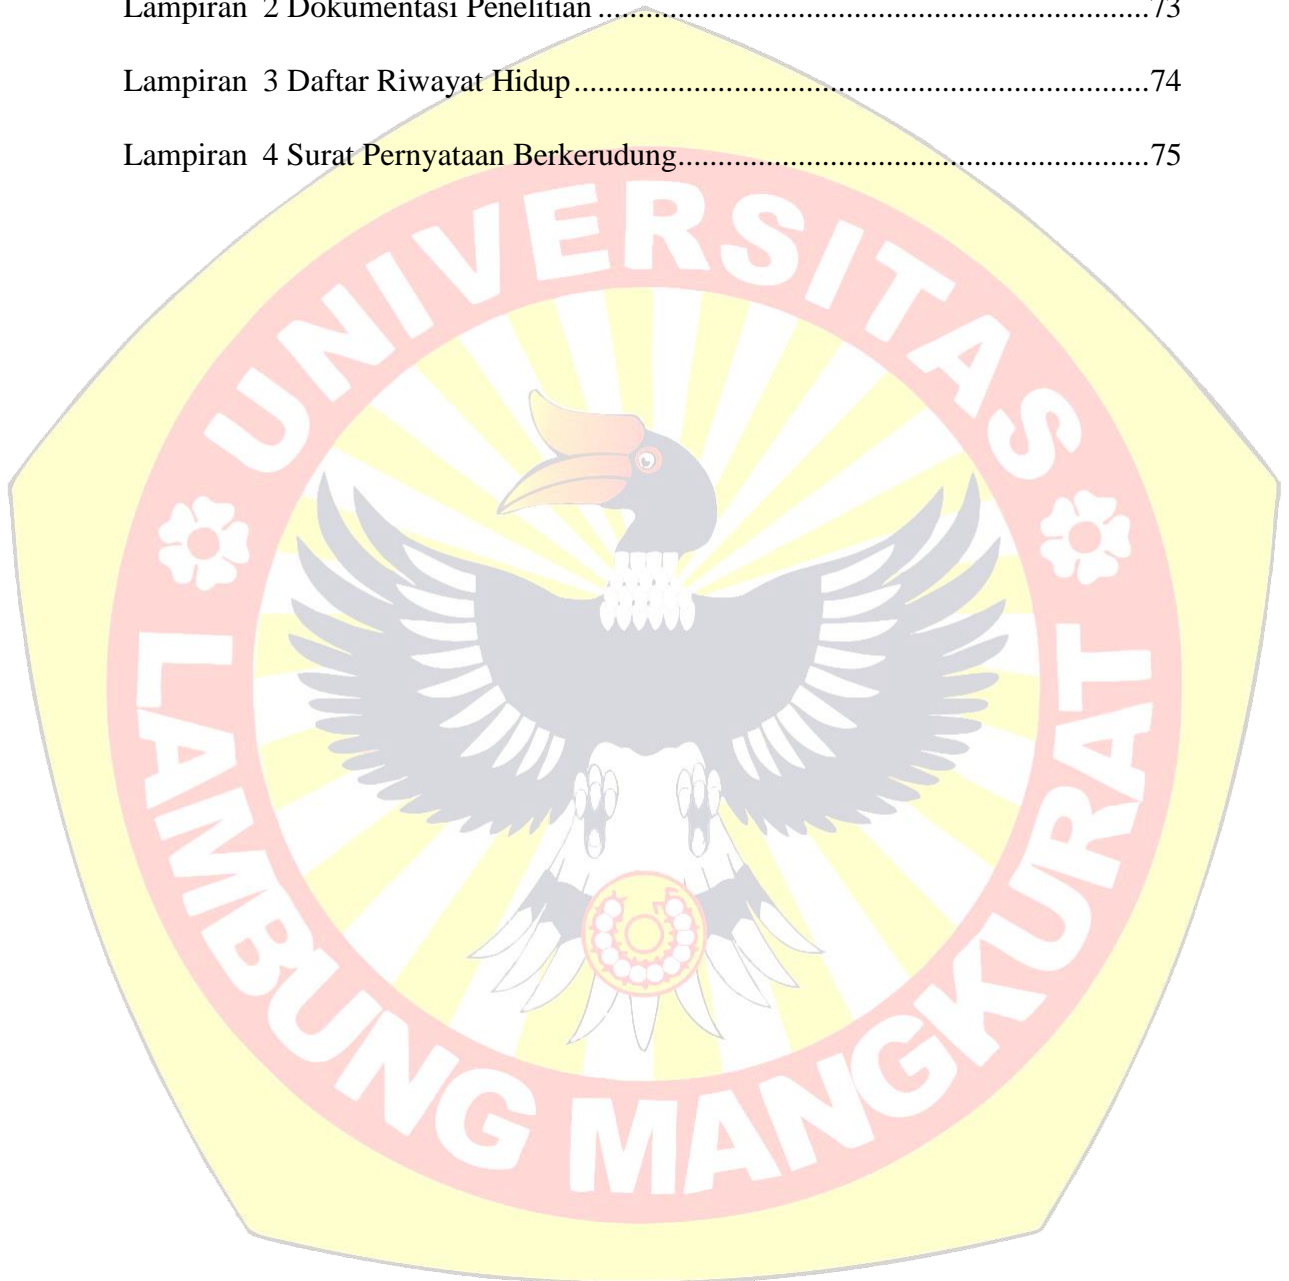 Lampiran  2 Dokumentasi Penelitian ......................................................................73
Lampiran  3 Daftar Riwayat Hidup.........................................................................74
Lampiran  4 Surat Pernyataan Berkerudung............................................................75
UNIVERSITAS
LAMBUNG MANGKURAT